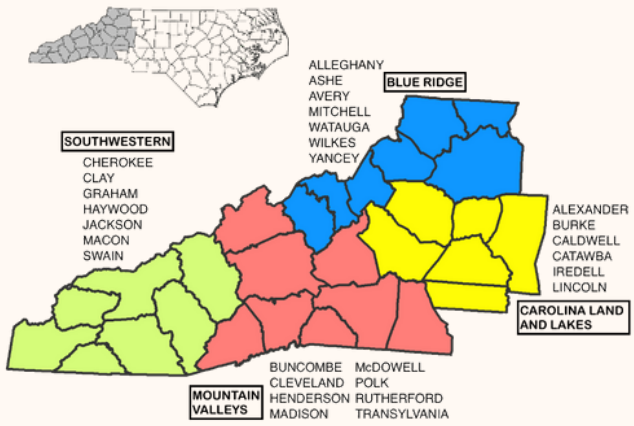 ALLEGHANY
ASHE
AVERY
MITCHELL
WATAUGA
WILKES
YANCEY
BLUE RIDGE
SOUTHWESTERN
CHEROKEE
CLAY
GRAHAM
HAYWOOD
JACKSON
MACON
SWAIN
ALEXANDER
BURKE
CALDWELL
CATAWBA
IREDELL
LINCOLN
CAROLINA LAND
AND LAKES
MOUNTAIN
VALLEYS
BUNCOMBE McDOWELL
CLEVELAND POLK
HENDERSON RUTHERFORD
MADISON TRANSYLVANIA